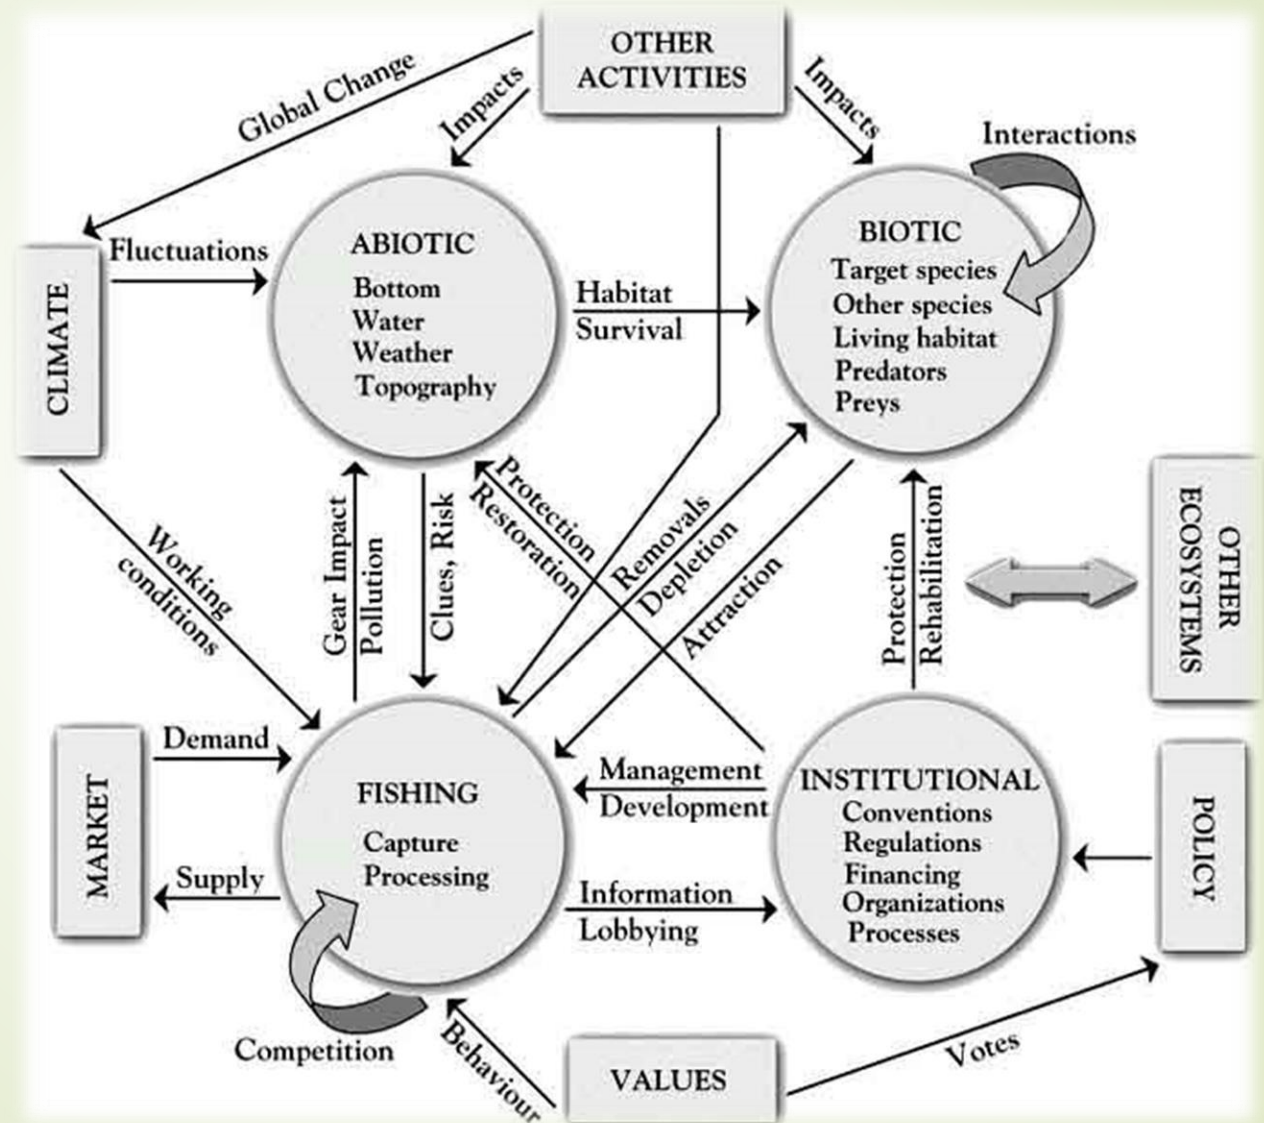 OTHER
ACTIVITIES
Global Change
Impacts
Impacts
Interactions
CLIMATE
Fluctuations
ABIOTIC
Bottom
Water
Weather
Topography
Habitat
Survival
BIOTIC
Target species
Other species
Living habitat
Predators
Preys
Working
conditions
Gear Impact
Pollution
Clues, Risk
Protection
Restoration
Removals
Depletion
Attraction
Protection
Rehabilitation
OTHER
ECOSYSTEMS
MARKET
Demand
Supply
FISHING
Capture
Processing
Management
Development
Information
Lobbying
INSTITUTIONAL
Conventions
Regulations
Financing
Organizations
Processes
POLICY
Competition
Behaviour
VALUES
Votes